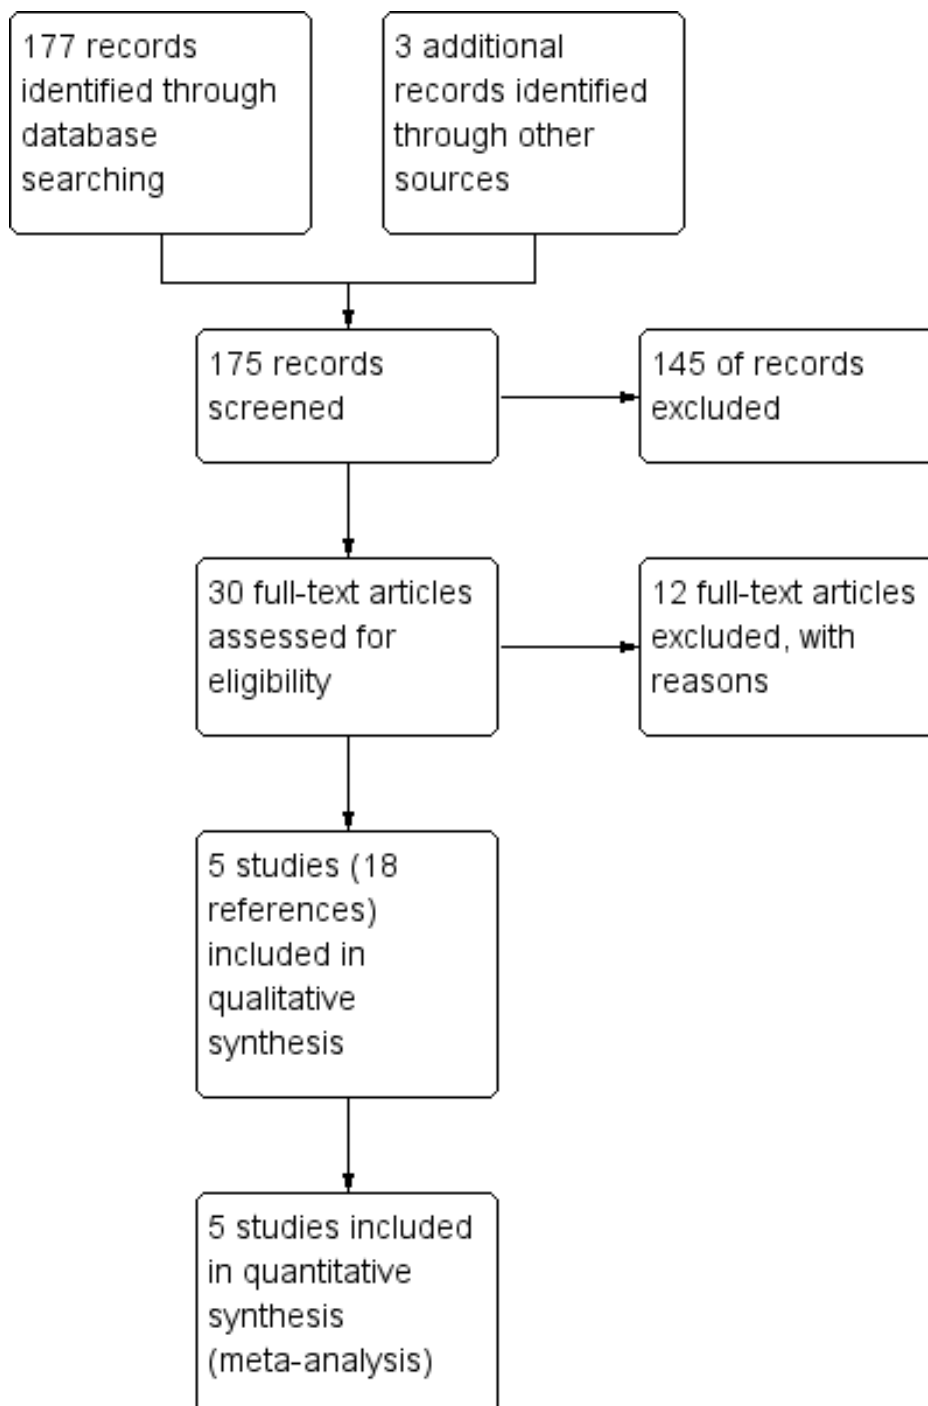 177 records
identified through
database
searching
3 additional
records identified
through other
sources
175 records
screened
145 of records
excluded
30 full-text articles
assessed for
eligibility
12 full-text articles
excluded, with
reasons
5 studies (18
references)
included in
qualitative
synthesis
5 studies included
in quantitative
synthesis
(meta-analysis)